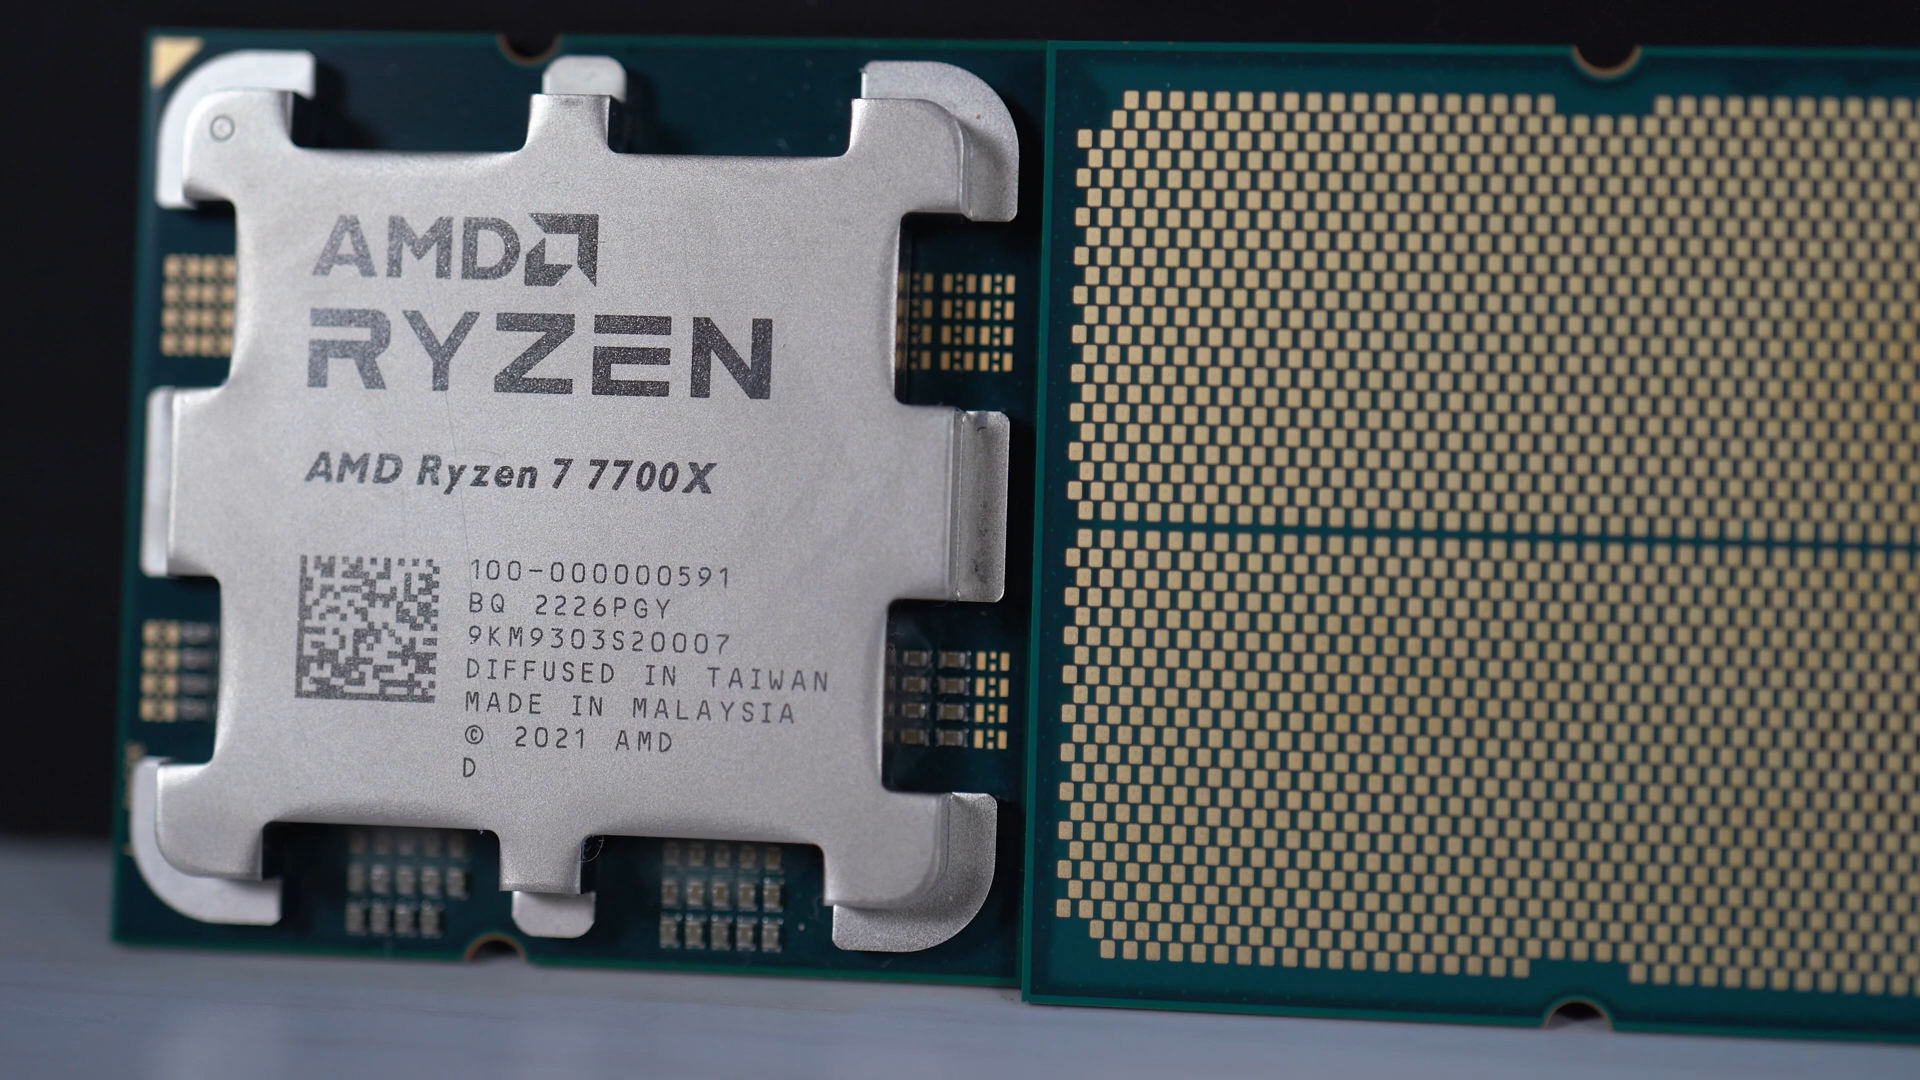 AMD
RYZEN
AMD Ryzen 7 7700X
100-000000591
BQ 2226PGY
9KM9303S20007
DIFFUSED IN TAIWAN
MADE IN MALAYSIA
© 2021 AMD
D